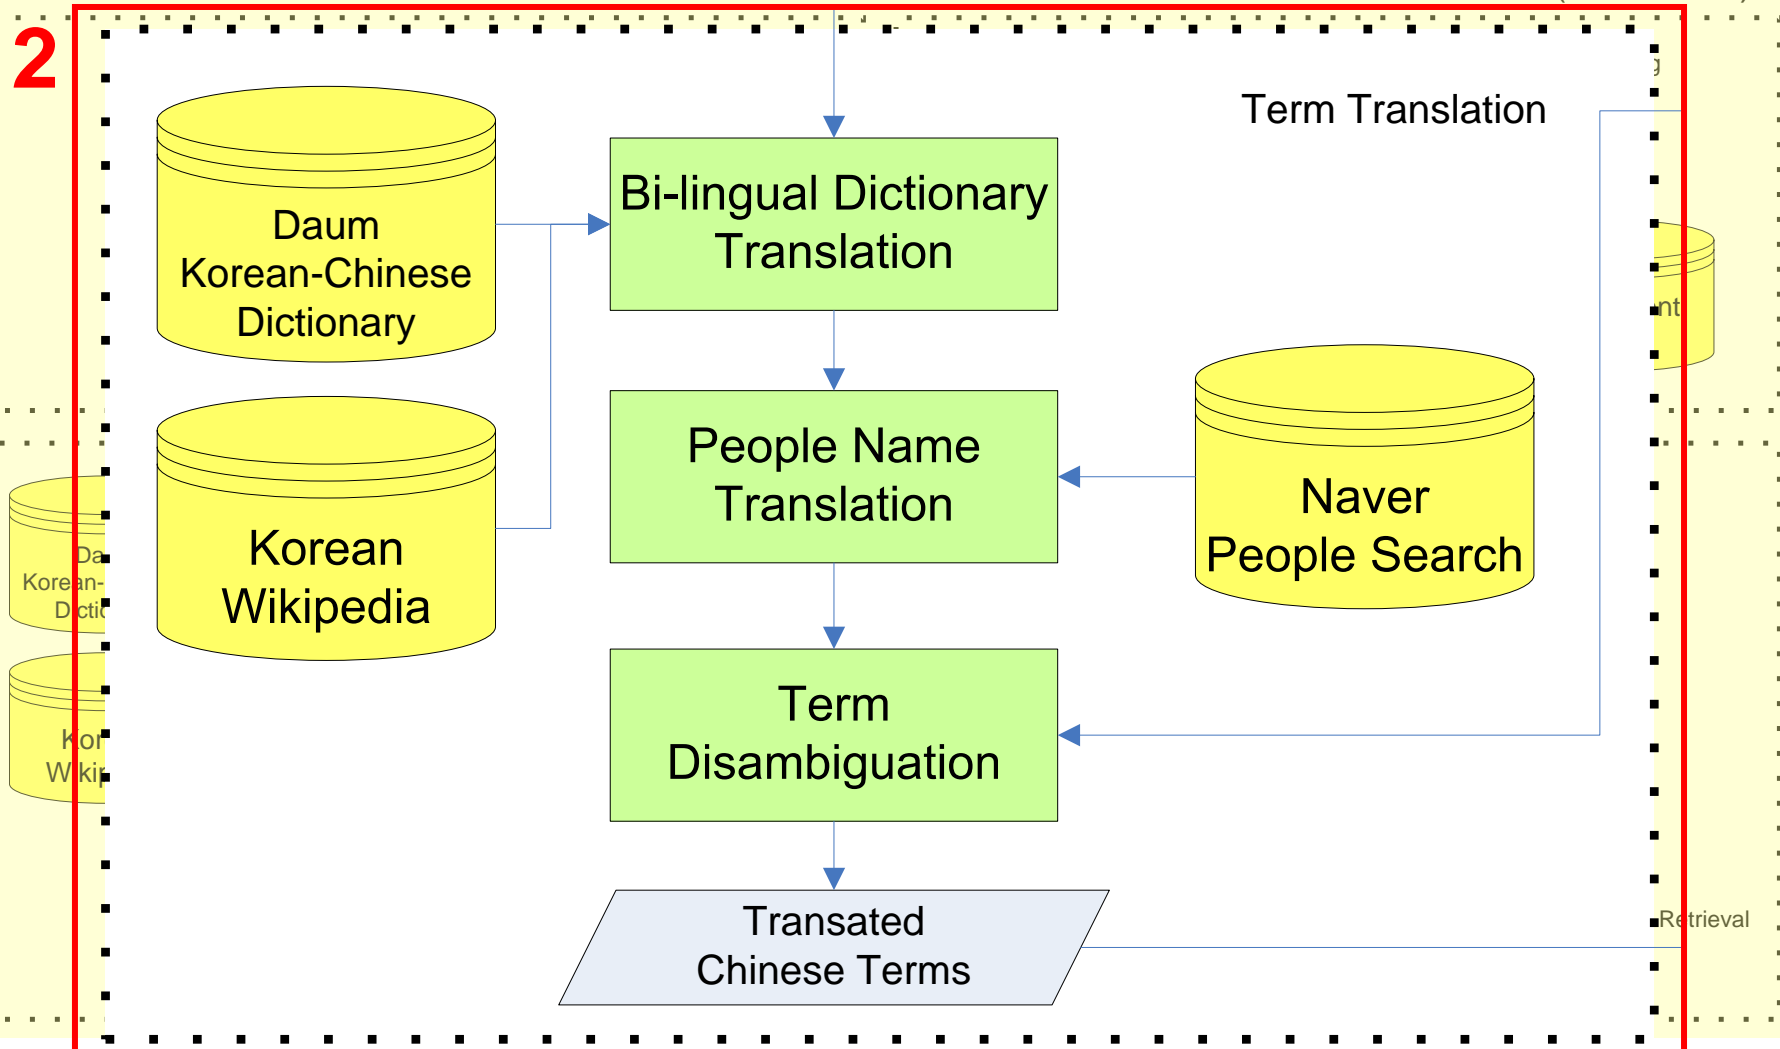 2
Term Translation
Daum
Korean-Chinese
Dictionary
Bi-lingual Dictionary
Translation
Korean
Wikipedia
People Name
Translation
Naver
People Search
Term
Disambiguation
Transated
Chinese Terms
Retrieval